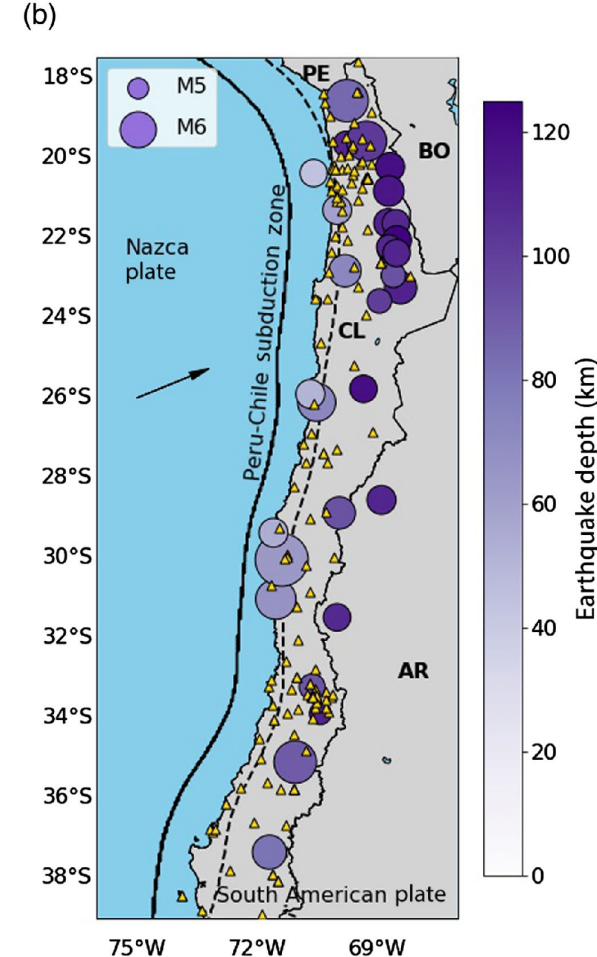 (b)
18°S
20°S
22°S
24°S
26°S
28°S
30°S
32°S
34°S
36°S
38°S
M5
M6
PE
BO
Nazca
plate
CL
Peru-Chile subduction zone
AR
South American plate
75°W
72°W
69°W
120
100
80
60
40
20
0
Earthquake depth (km)